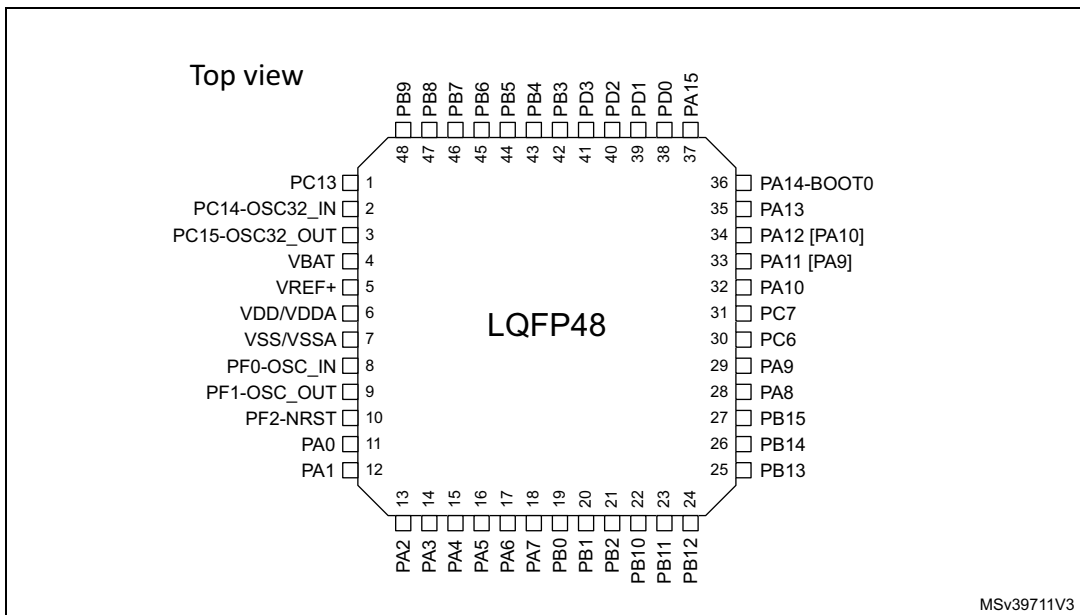 Top view
PB9
PB8
PB7
PB6
PB5
PB4
PB3
PD3
PD2
PD1
PD0
PA15
48
47
46
45
44
43
42
41
40
39
38
37
PC13 1
PC14-OSC32_IN 2
PC15-OSC32_OUT 3
VBAT 4
VREF+ 5
VDD/VDDA 6
VSS/VSSA 7
PF0-OSC_IN 8
PF1-OSC_OUT 9
PF2-NRST 10
PA0 11
PA1 12
LQFP48
36 PA14-BOOT0
35 PA13
34 PA12 [PA10]
33 PA11 [PA9]
32 PA10
31 PC7
30 PC6
29 PA9
28 PA8
27 PB15
26 PB14
25 PB13
13
14
15
16
17
18
19
20
21
22
23
24
PA2
PA3
PA4
PA5
PA6
PA7
PB0
PB1
PB2
PB10
PB11
PB12
MSv39711V3